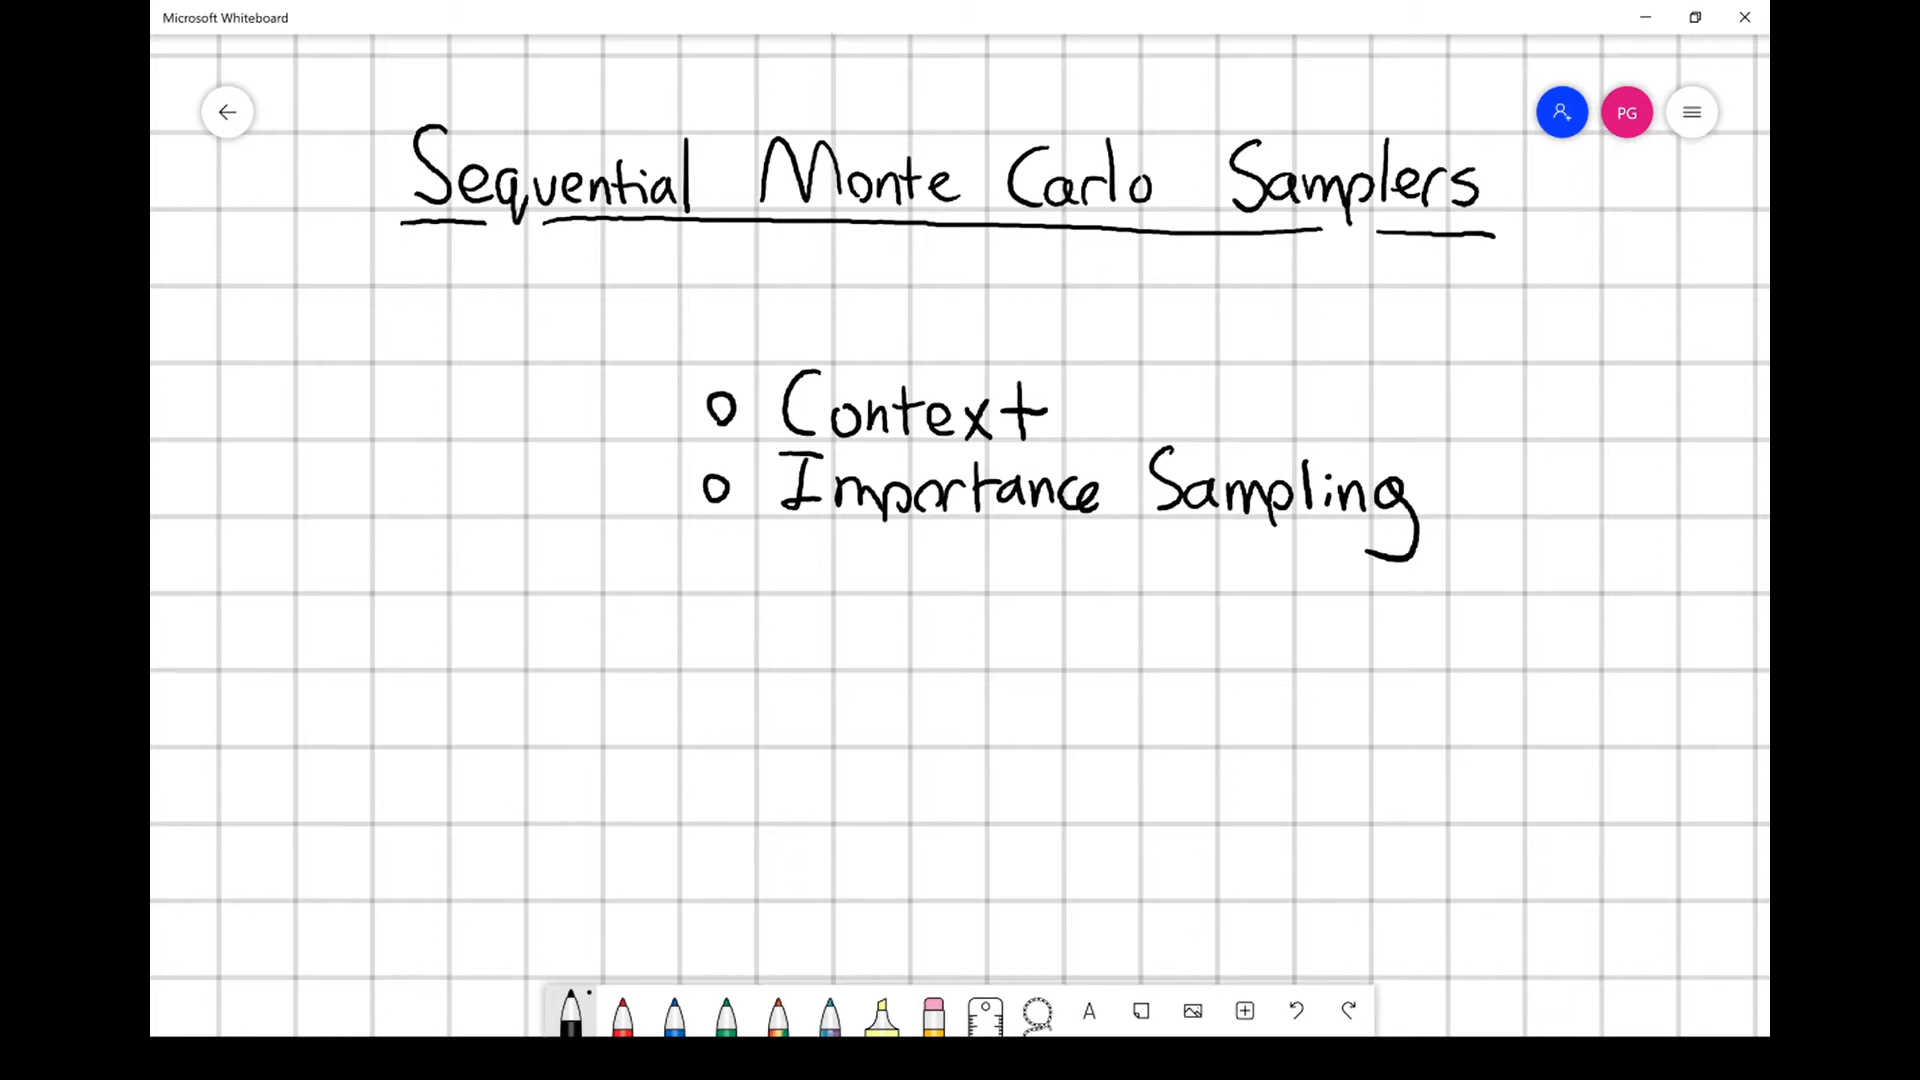 Microsoft Whiteboard
PG
Sequential Monte Carlo Samplers
o Context
o Importance Sampling
A